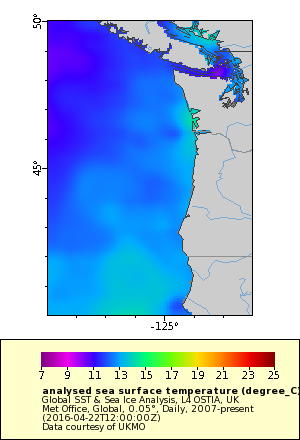 50°
45°
-125°
7 9 11 13 15 17 19 21 23 25
analysed sea surface temperature (degree_C)
Global SST & Sea Ice Analysis, L4 OSTIA, UK
Met Office, Global, 0.05°, Daily, 2007-present
(2016-04-22T12:00:00Z)
Data courtesy of UKMO